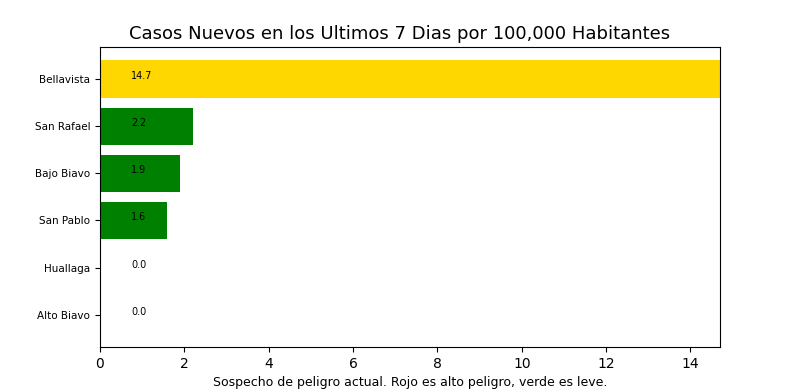 Casos Nuevos en los Ultimos 7 Dias por 100,000 Habitantes
Bellavista 14.7
San Rafael 2.2
Bajo Biavo 1.9
San Pablo 1.6
Huallaga 0.0
Alto Biavo 0.0
0 2 4 6 8 10 12 14
Sospecho de peligro actual. Rojo es alto peligro, verde es leve.